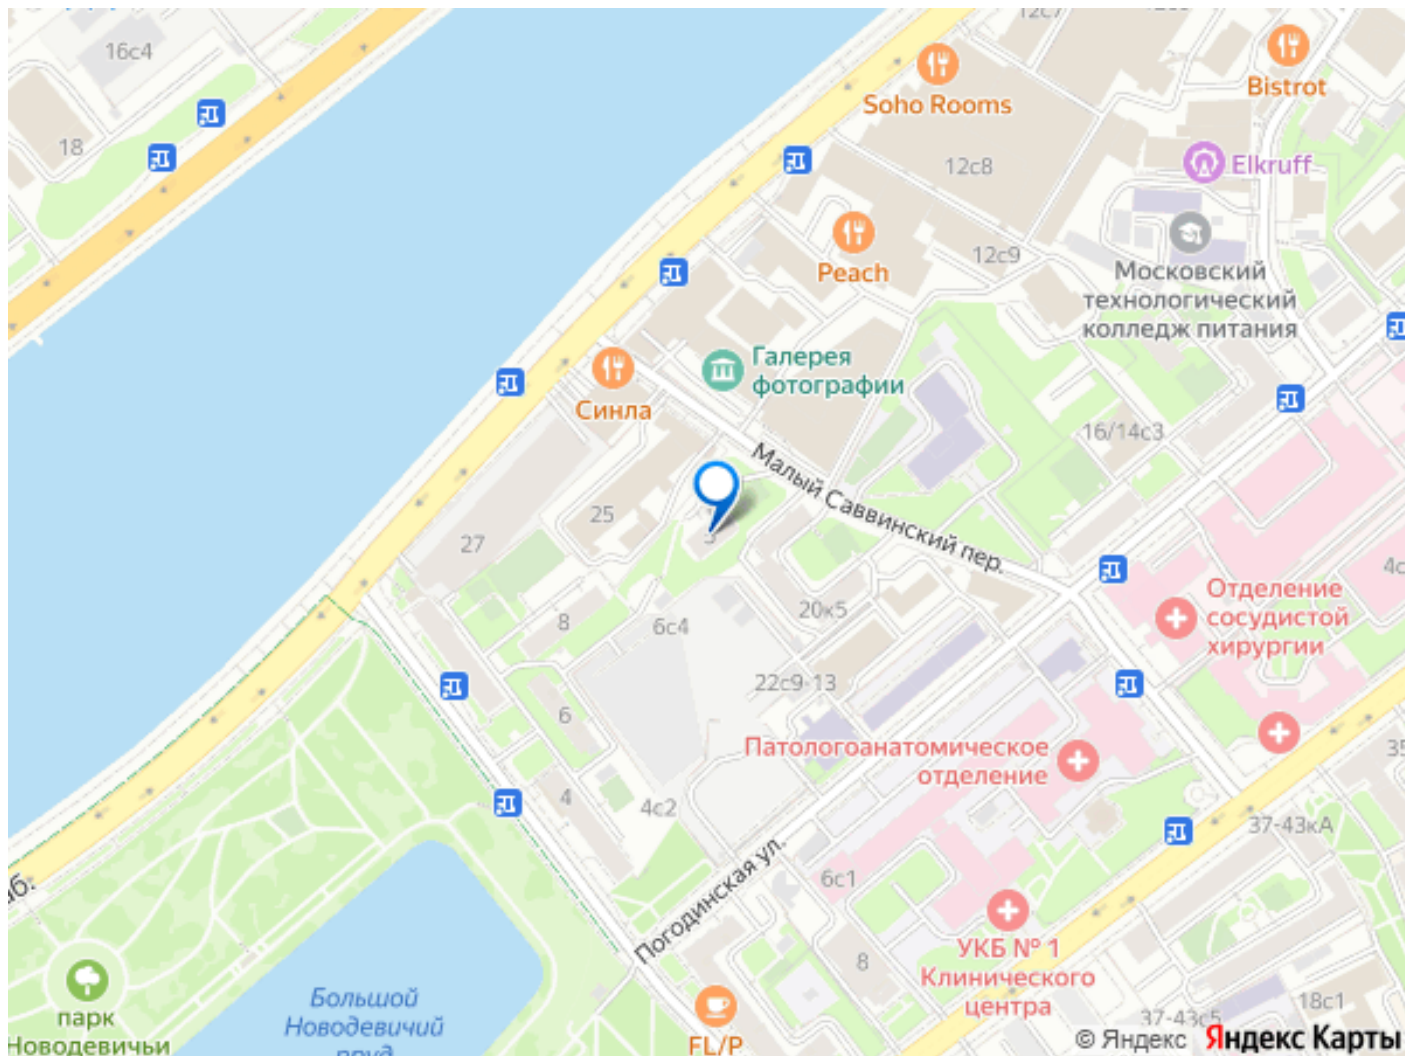 16с4
12с7
Soho Rooms
Bistrot
18
12с8
Elkruff
Peach
12с9
Московский
технологический
колледж питания
Галерея
фотографии
Синла
16/14с3
Малый Саввинский пер.
25
27
5
Отделение
сосудистой
хирургии
20к5
8
6с4
22с9-13
6
Патологоанатомическое
отделение
4
4с2
37-43кА
Погодинская ул.
6с1
УКБ № 1
Клинического
центра
8
парк
Новодевичьи
Большой
Новодевичий
пруд
FL/P
18с1
37-43с5
© Яндекс Яндекс Карты